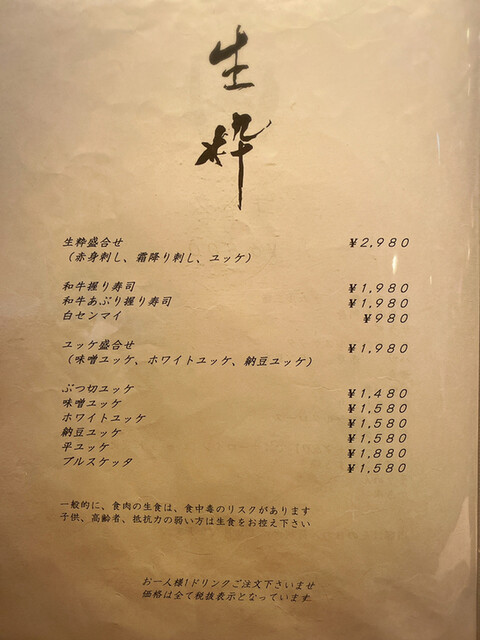 生
粋
生粋盛合せ ¥2,980
（赤身刺し、霜降り刺し、ユッケ）
和牛握り寿司 ¥1,980
和牛あぶり握り寿司 ¥1,980
白センマイ ¥980
ユッケ盛合せ ¥1,980
（味噌ユッケ、ホワイトユッケ、納豆ユッケ）
ぶつ切ユッケ ¥1,480
味噌ユッケ ¥1,580
ホワイトユッケ ¥1,580
納豆ユッケ ¥1,580
平ユッケ ¥1,880
ブルスケッタ ¥1,580
一般的に、食肉の生食は、食中毒のリスクがあります
子供、高齢者、抵抗力の弱い方は生食をお控え下さい
お一人様1ドリンクご注文下さいませ
価格は全て税抜表示となっています